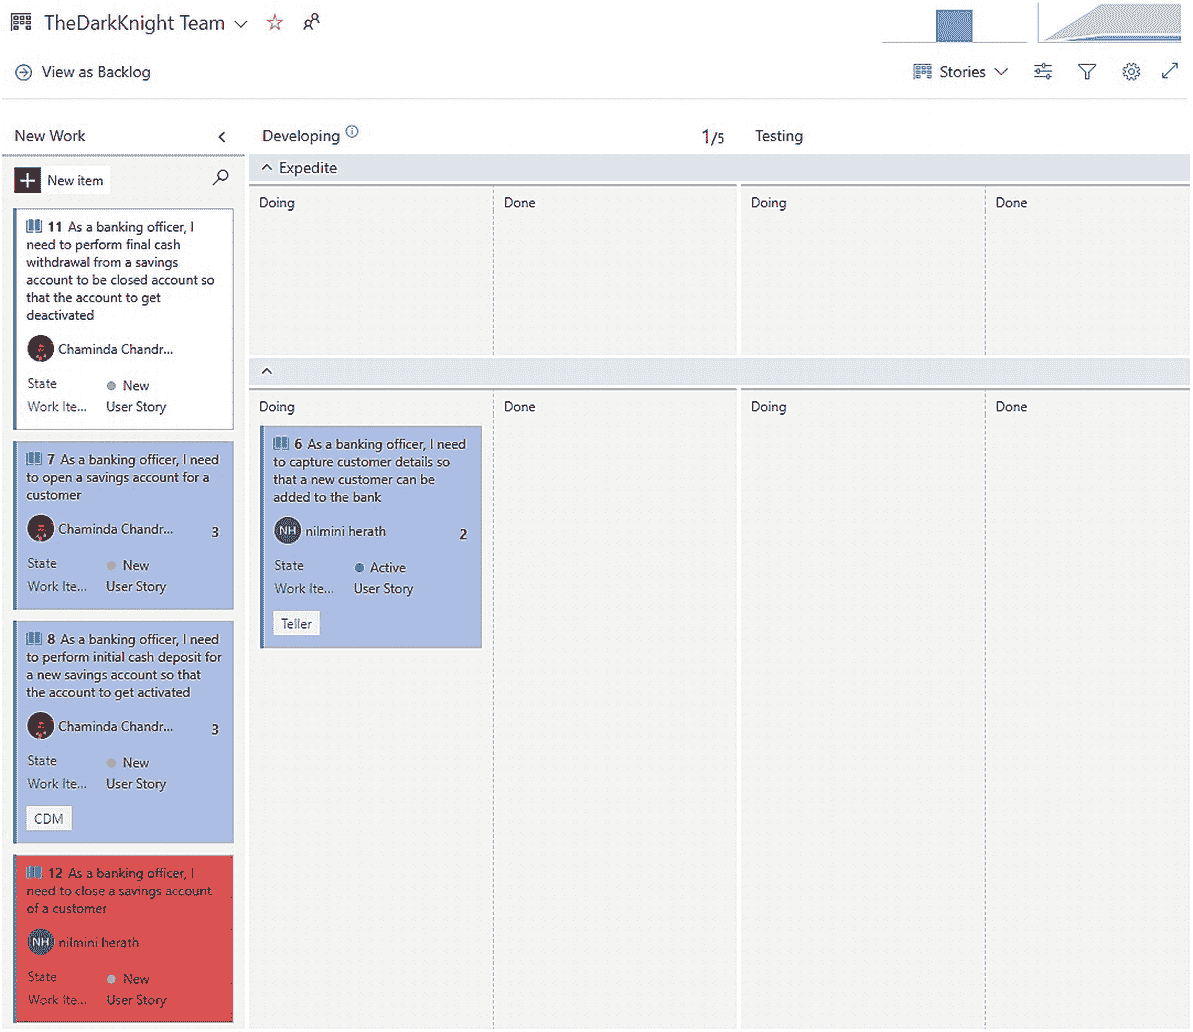 TheDarkKnight Team
View as Backlog
Stories
New Work
Developing
1/5
Testing
New item
Expedite
Doing
Done
Doing
Done
11 As a banking officer, I
need to perform final cash
withdrawal from a savings
account to be closed account so
that the account to get
deactivated
Chaminda Chandr...
State
New
Work Ite...
User Story
7 As a banking officer, I need
to open a savings account for a
customer
Chaminda Chandr...
3
State
New
Work Ite...
User Story
8 As a banking officer, I need
to perform initial cash deposit for
a new savings account so that
the account to get activated
Chaminda Chandr...
3
State
New
Work Ite...
User Story
CDM
12 As a banking officer, I
need to close a savings account
of a customer
NH nilmini herath
State
New
Work Ite...
User Story
Doing
Done
Doing
Done
6 As a banking officer, I need
to capture customer details so
that a new customer can be
added to the bank
NH nilmini herath
2
State
Active
Work Ite...
User Story
Teller